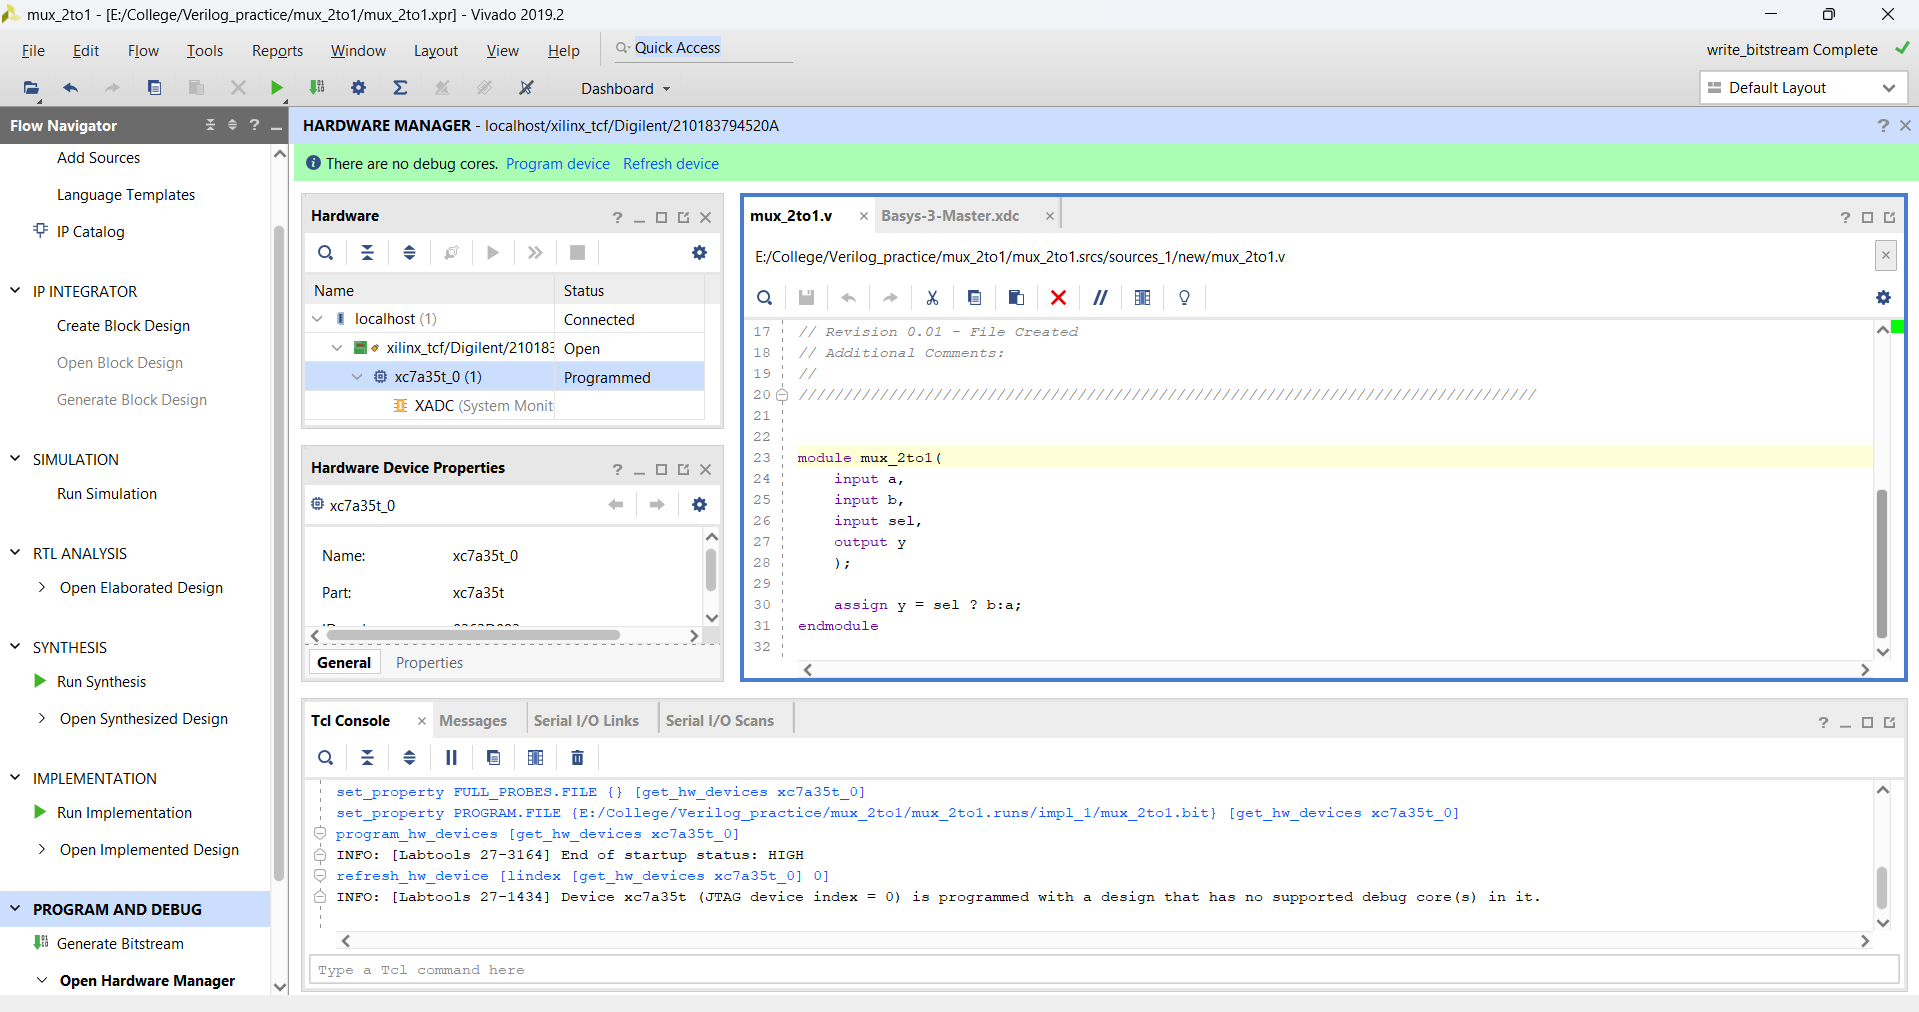 mux_2to1 - [E:/College/Verilog_practice/mux_2to1/mux_2to1.xpr] - Vivado 2019.2
File Edit Flow Tools Reports Window Layout View Help Quick Access
write_bitstream Complete
Dashboard
Default Layout
Flow Navigator
HARDWARE MANAGER - localhost/xilinx_tcf/Digilent/210183794520A
There are no debug cores. Program device Refresh device
Add Sources
Language Templates
IP Catalog
IP INTEGRATOR
Create Block Design
Open Block Design
Generate Block Design
SIMULATION
Run Simulation
RTL ANALYSIS
Open Elaborated Design
SYNTHESIS
Run Synthesis
Open Synthesized Design
IMPLEMENTATION
Run Implementation
Open Implemented Design
PROGRAM AND DEBUG
Generate Bitstream
Open Hardware Manager
Hardware
Name Status
localhost (1) Connected
xilinx_tcf/Digilent/210183 Open
xc7a35t_0 (1) Programmed
XADC (System Monit
Hardware Device Properties
xc7a35t_0
Name: xc7a35t_0
Part: xc7a35t
General Properties
mux_2to1.v Basys-3-Master.xdc
E:/College/Verilog_practice/mux_2to1/mux_2to1.srcs/sources_1/new/mux_2to1.v
17 // Revision 0.01 - File Created
18 // Additional Comments:
19 //
20 //////////////////////////////////////////////////////////////////////////////////
21
22
23 module mux_2to1(
24 input a,
25 input b,
26 input sel,
27 output y
28 );
29
30 assign y = sel ? b:a;
31 endmodule
32
Tcl Console Messages Serial I/O Links Serial I/O Scans
set_property FULL_PROBES.FILE {} [get_hw_devices xc7a35t_0]
set_property PROGRAM.FILE {E:/College/Verilog_practice/mux_2to1/mux_2to1.runs/impl_1/mux_2to1.bit} [get_hw_devices xc7a35t_0]
program_hw_devices [get_hw_devices xc7a35t_0]
INFO: [Labtools 27-3164] End of startup status: HIGH
refresh_hw_device [lindex [get_hw_devices xc7a35t_0] 0]
INFO: [Labtools 27-1434] Device xc7a35t (JTAG device index = 0) is programmed with a design that has no supported debug core(s) in it.
Type a Tcl command here